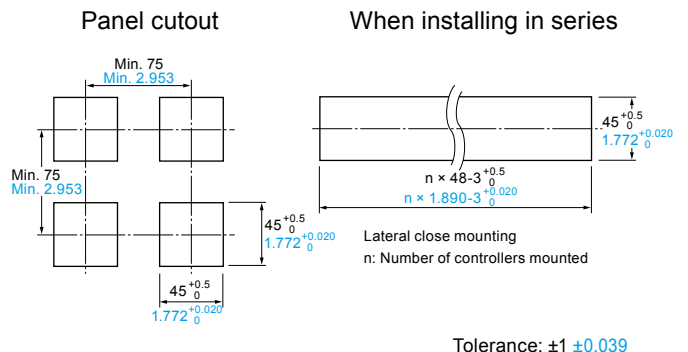 Panel cutout
When installing in series
Min. 75
Min. 2.953
Min. 75
Min. 2.953
45 +0.5 0
1.772 +0.020 0
45 +0.5 0
1.772 +0.020 0
45 +0.5 0
1.772 +0.020 0
n × 48-3 +0.5 0
n × 1.890-3 +0.020 0
Lateral close mounting
n: Number of controllers mounted
Tolerance: ±1 ±0.039